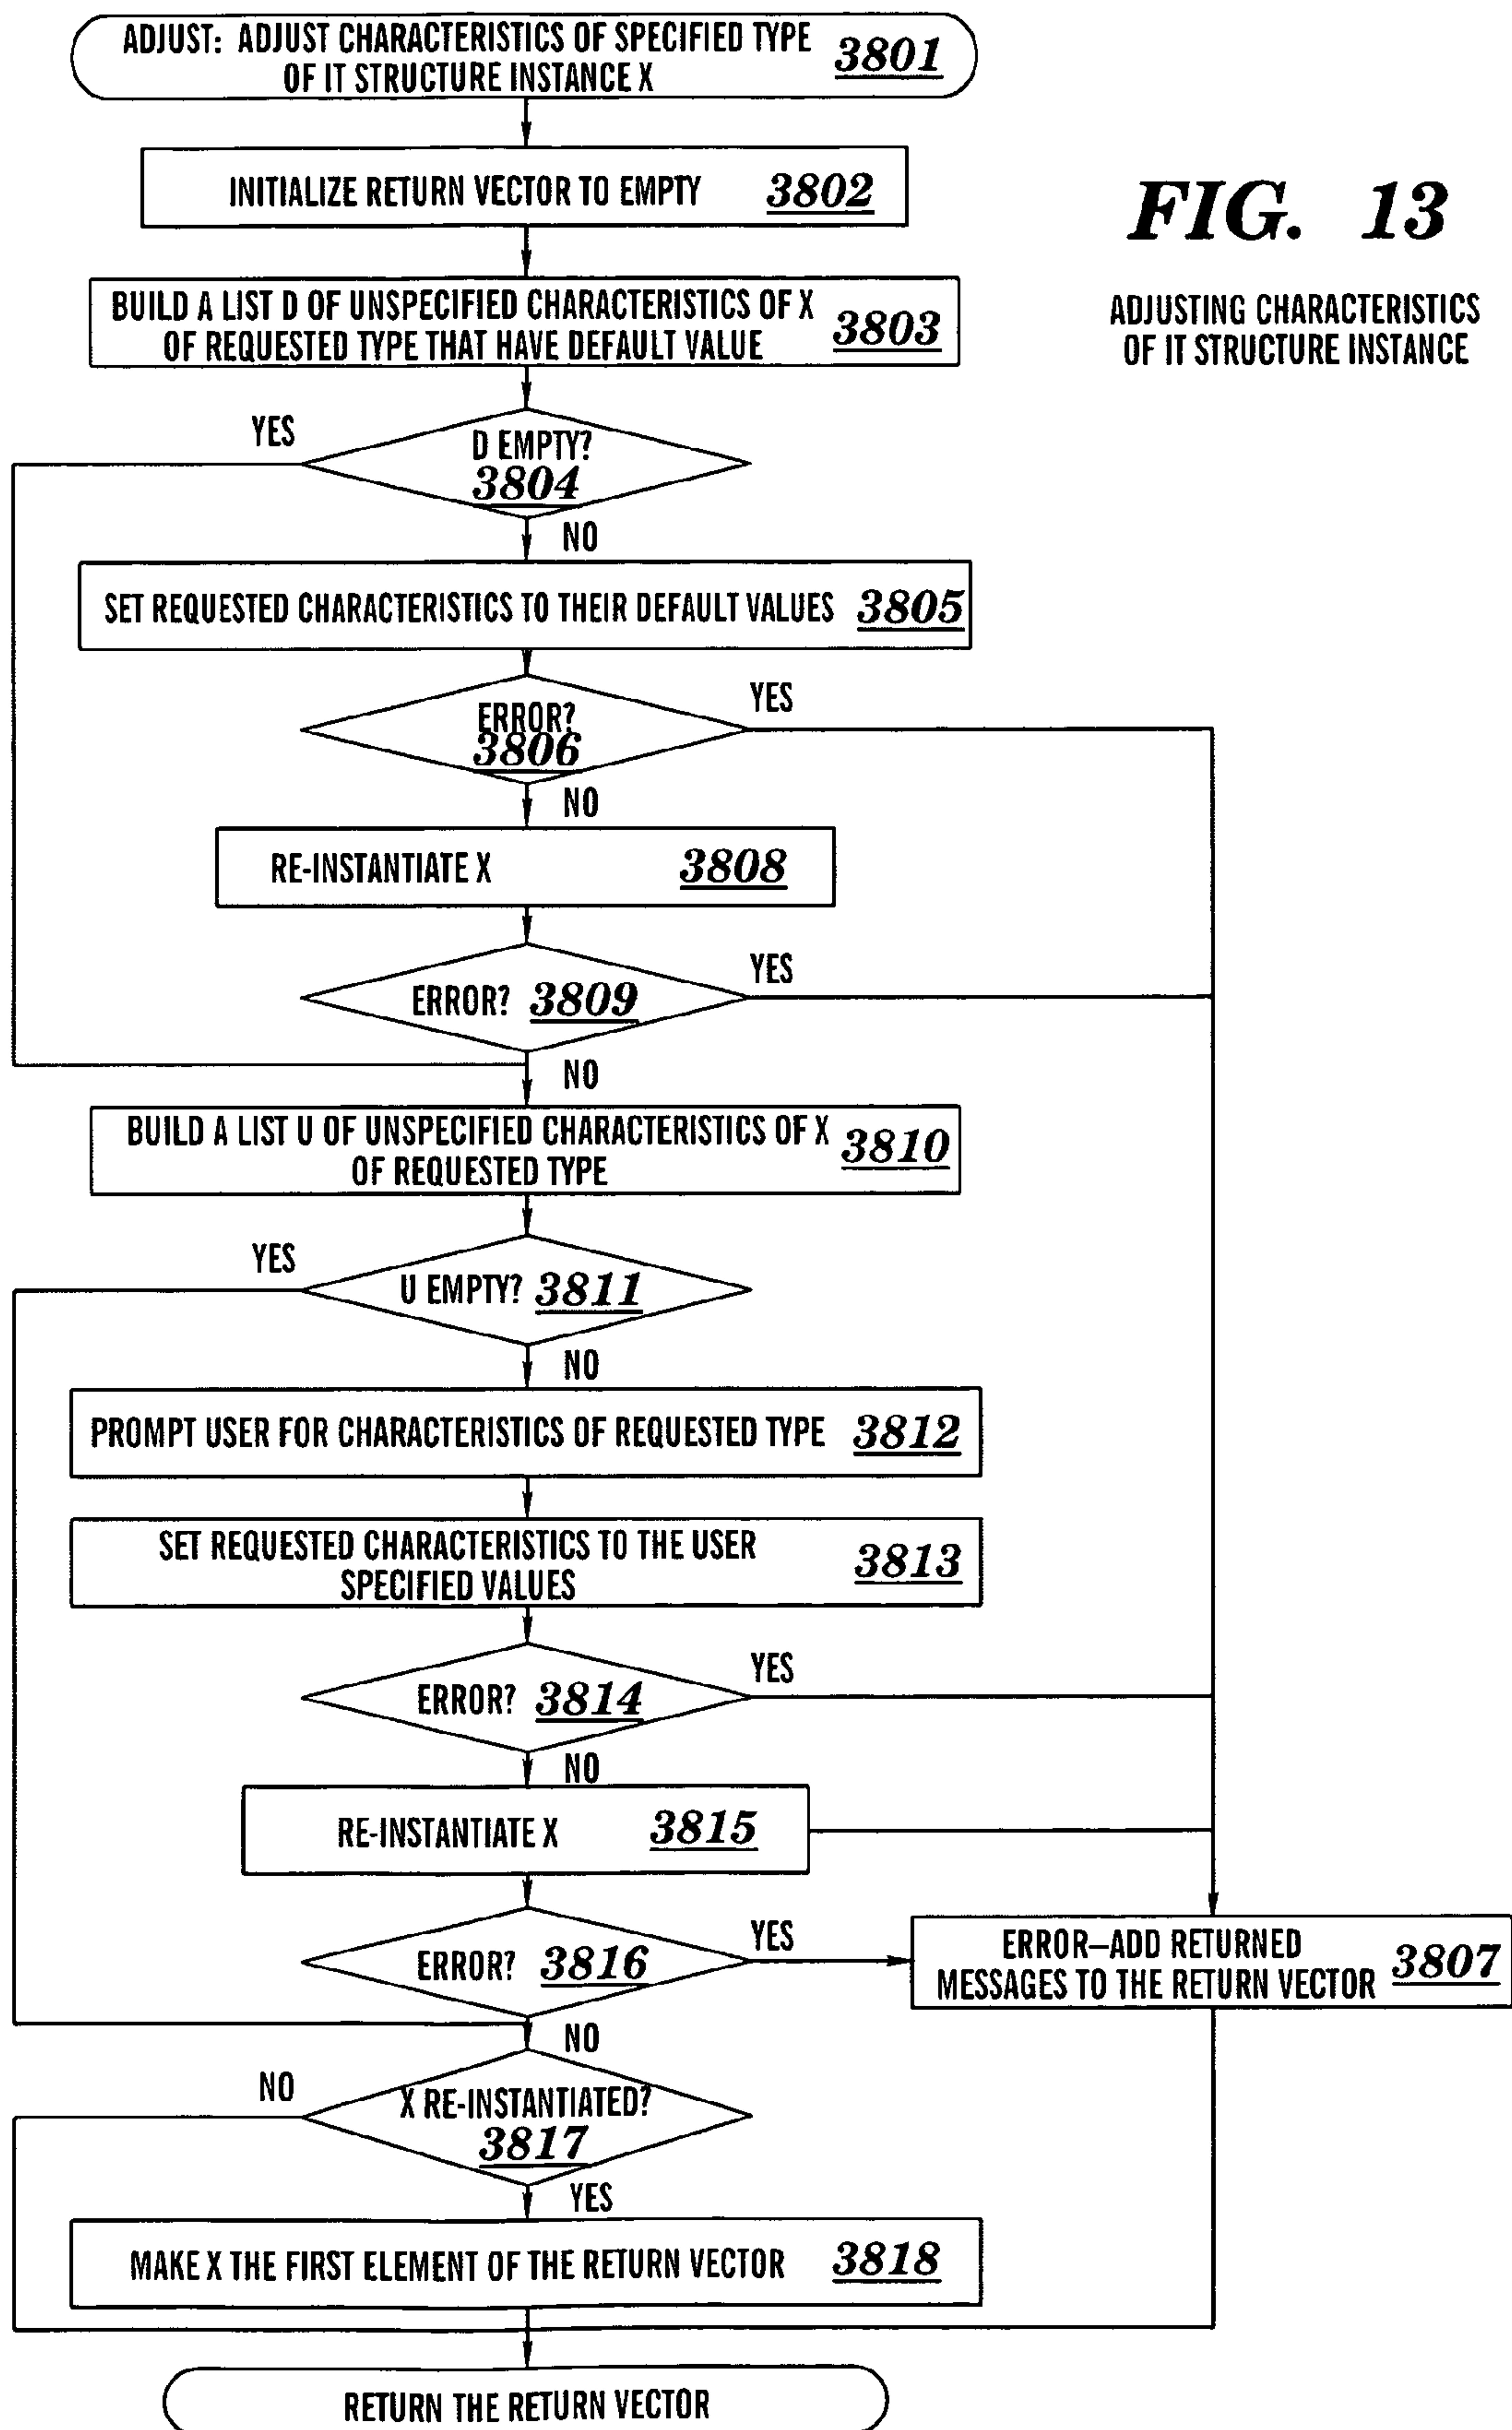 ADJUST: ADJUST CHARACTERISTICS OF SPECIFIED TYPE
OF IT STRUCTURE INSTANCE X
3801
INITIALIZE RETURN VECTOR TO EMPTY 3802
FIG. 13
ADJUSTING CHARACTERISTICS
OF IT STRUCTURE INSTANCE
BUILD A LIST D OF UNSPECIFIED CHARACTERISTICS OF X
OF REQUESTED TYPE THAT HAVE DEFAULT VALUE
3803
YES
D EMPTY?
3804
NO
SET REQUESTED CHARACTERISTICS TO THEIR DEFAULT VALUES 3805
ERROR?
3806
YES
NO
RE-INSTANTIATE X 3808
YES
ERROR? 3809
NO
BUILD A LIST U OF UNSPECIFIED CHARACTERISTICS OF X
OF REQUESTED TYPE
3810
YES
U EMPTY? 3811
NO
PROMPT USER FOR CHARACTERISTICS OF REQUESTED TYPE 3812
SET REQUESTED CHARACTERISTICS TO THE USER
SPECIFIED VALUES
3813
YES
ERROR? 3814
NO
RE-INSTANTIATE X 3815
YES
ERROR? 3816
ERROR–ADD RETURNED
MESSAGES TO THE RETURN VECTOR
3807
NO
NO
X RE-INSTANTIATED?
3817
YES
MAKE X THE FIRST ELEMENT OF THE RETURN VECTOR 3818
RETURN THE RETURN VECTOR